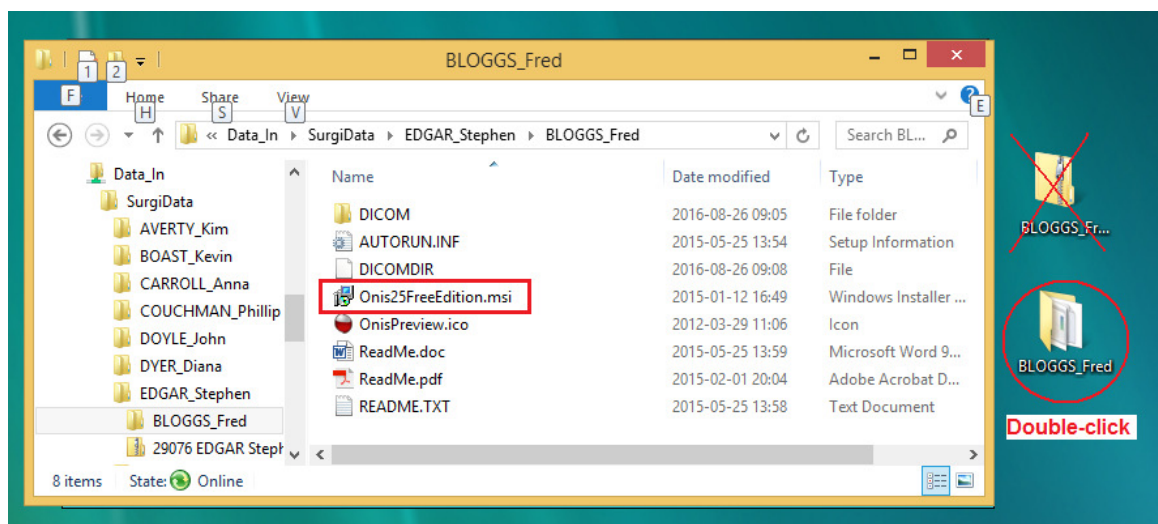 BLOGGS_Fred
1 2
F Home Share View
H S V E
« Data_In SurgiData EDGAR_Stephen BLOGGS_Fred Search BL...
Data_In
SurgiData
AVERTY_Kim
BOAST_Kevin
CARROLL_Anna
COUCHMAN_Phillip
DOYLE_John
DYER_Diana
EDGAR_Stephen
BLOGGS_Fred
29076 EDGAR Steph
Name Date modified Type
DICOM 2016-08-26 09:05 File folder
AUTORUN.INF 2015-05-25 13:54 Setup Information
DICOMDIR 2016-08-26 09:08 File
Onis25FreeEdition.msi 2015-01-12 16:49 Windows Installer ...
OnisPreview.ico 2012-03-29 11:06 Icon
ReadMe.doc 2015-05-25 13:59 Microsoft Word 9...
ReadMe.pdf 2015-02-01 20:04 Adobe Acrobat D...
README.TXT 2015-05-25 13:58 Text Document
8 items State: Online
BLOGGS_Fr...
BLOGGS_Fred
Double-click